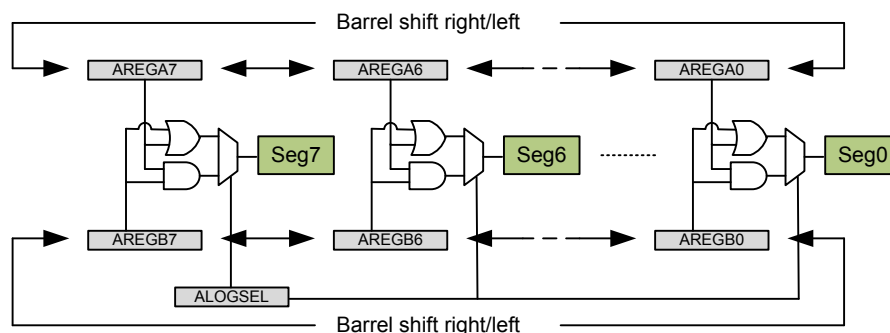 Barrel shift right/left
AREGA7 AREGA6 AREGA0
Seg7 Seg6 Seg0
AREGB7 AREGB6 AREGB0
ALOGSEL
Barrel shift right/left